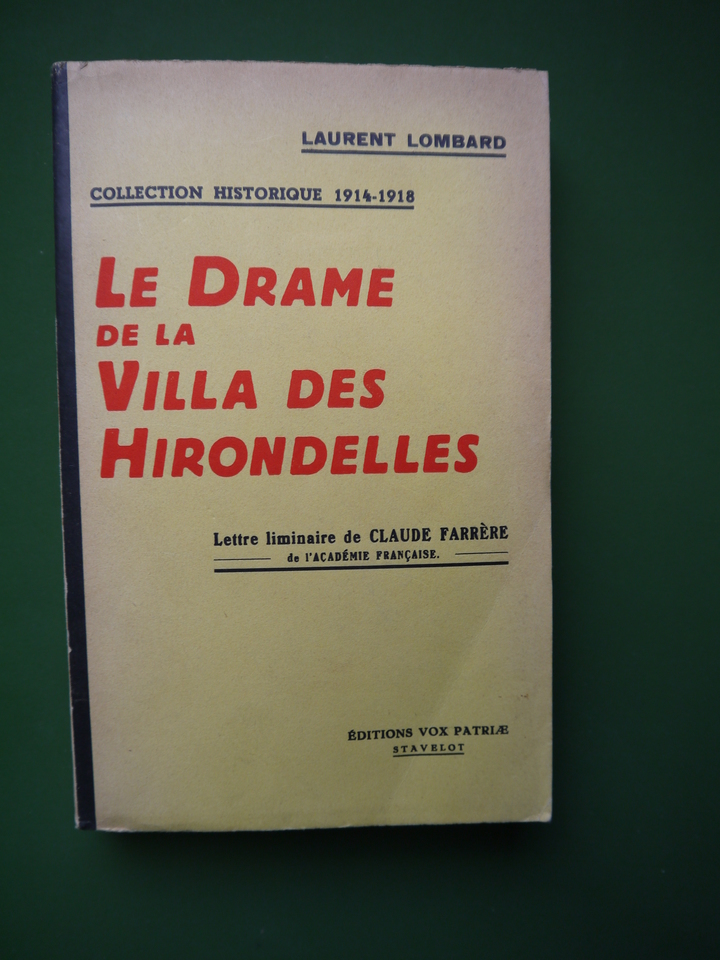 LAURENT LOMBARD
COLLECTION HISTORIQUE 1914-1918
LE DRAME
DE LA
VILLA DES
HIRONDELLES
Lettre liminaire de CLAUDE FARRÈRE
de l'ACADÉMIE FRANÇAISE.
ÉDITIONS VOX PATRIÆ
STAVELOT